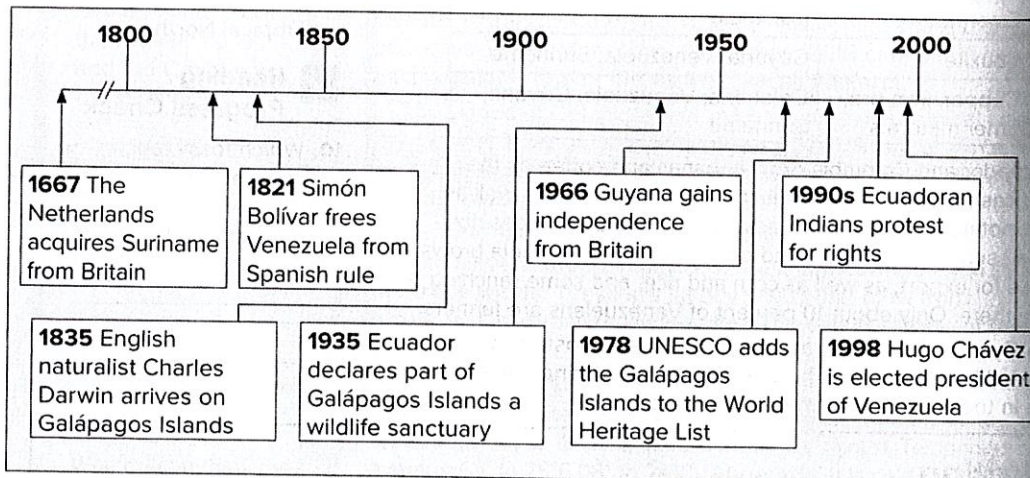 1800 1850 1900 1950 2000
1667 The
Netherlands
acquires Suriname
from Britain
1821 Simón
Bolívar frees
Venezuela from
Spanish rule
1966 Guyana gains
independence
from Britain
1990s Ecuadoran
Indians protest
for rights
1835 English
naturalist Charles
Darwin arrives on
Galápagos Islands
1935 Ecuador
declares part of
Galápagos Islands a
wildlife sanctuary
1978 UNESCO adds
the Galápagos
Islands to the World
Heritage List
1998 Hugo Chávez
is elected president
of Venezuela